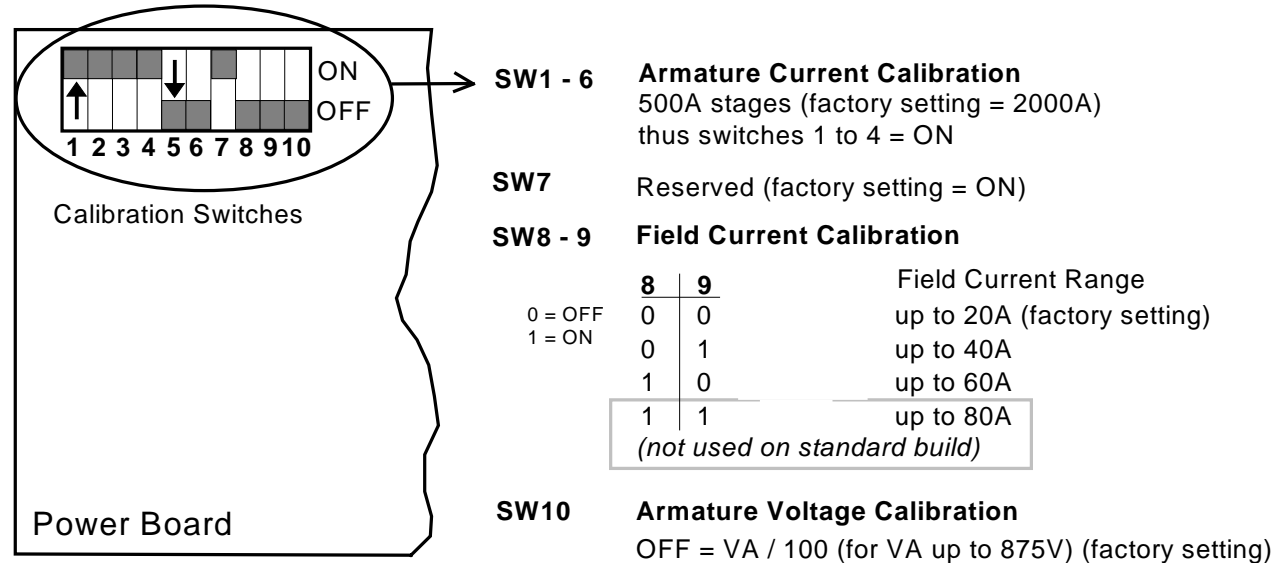 ON
OFF
1 2 3 4 5 6 7 8 9 10
Calibration Switches
Power Board
SW1 - 6 Armature Current Calibration
500A stages (factory setting = 2000A)
thus switches 1 to 4 = ON
SW7 Reserved (factory setting = ON)
SW8 - 9 Field Current Calibration
8 9 Field Current Range
0 = OFF 0 0 up to 20A (factory setting)
1 = ON
0 1 up to 40A
1 0 up to 60A
1 1 up to 80A
(not used on standard build)
SW10 Armature Voltage Calibration
OFF = VA / 100 (for VA up to 875V) (factory setting)